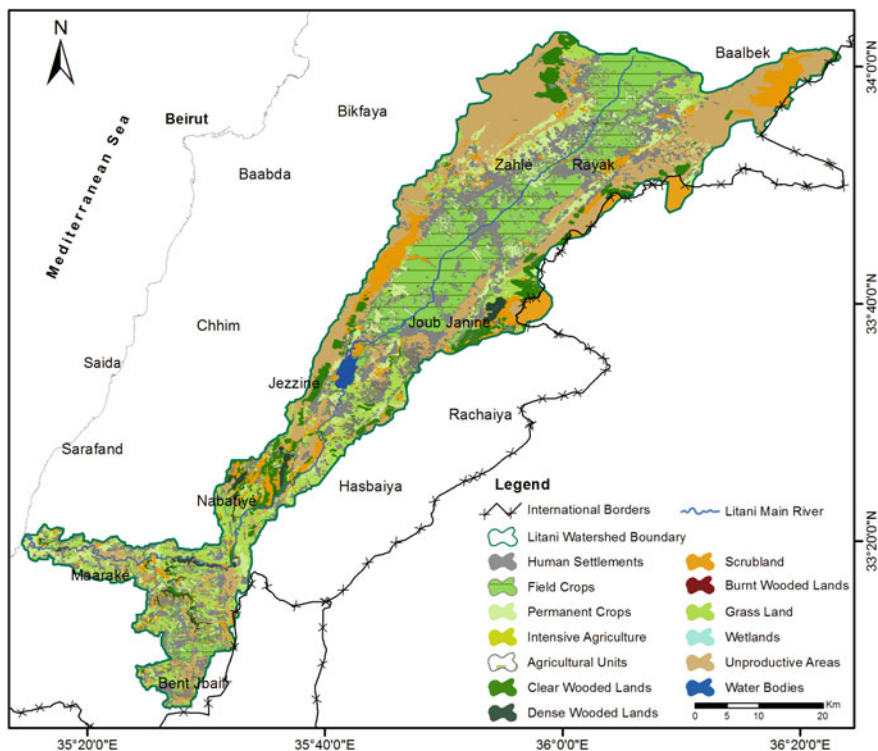 N
Baalbek
34°0'0"N
Bikfaya
Beirut
Mediterranean Sea
Zahle
Rayak
Baabda
33°40'0"N
Joub Janine
Chhim
Saida
Jezzine
Rachaiya
Sarafand
Hasbaiya
Nabatiye
33°20'0"N
Maarake
Bent Jbail
Legend
International Borders
Litani Main River
Litani Watershed Boundary
Human Settlements
Scrubland
Field Crops
Burnt Wooded Lands
Permanent Crops
Grass Land
Intensive Agriculture
Wetlands
Agricultural Units
Unproductive Areas
Clear Wooded Lands
Water Bodies
Dense Wooded Lands
Km
0 5 10 20
35°20'0"E
35°40'0"E
36°0'0"E
36°20'0"E